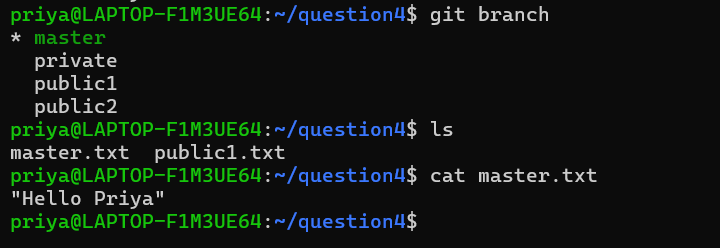 priya@LAPTOP-F1M3UE64:~/question4$ git branch
* master
  private
  public1
  public2
priya@LAPTOP-F1M3UE64:~/question4$ ls
master.txt  public1.txt
priya@LAPTOP-F1M3UE64:~/question4$ cat master.txt
"Hello Priya"
priya@LAPTOP-F1M3UE64:~/question4$